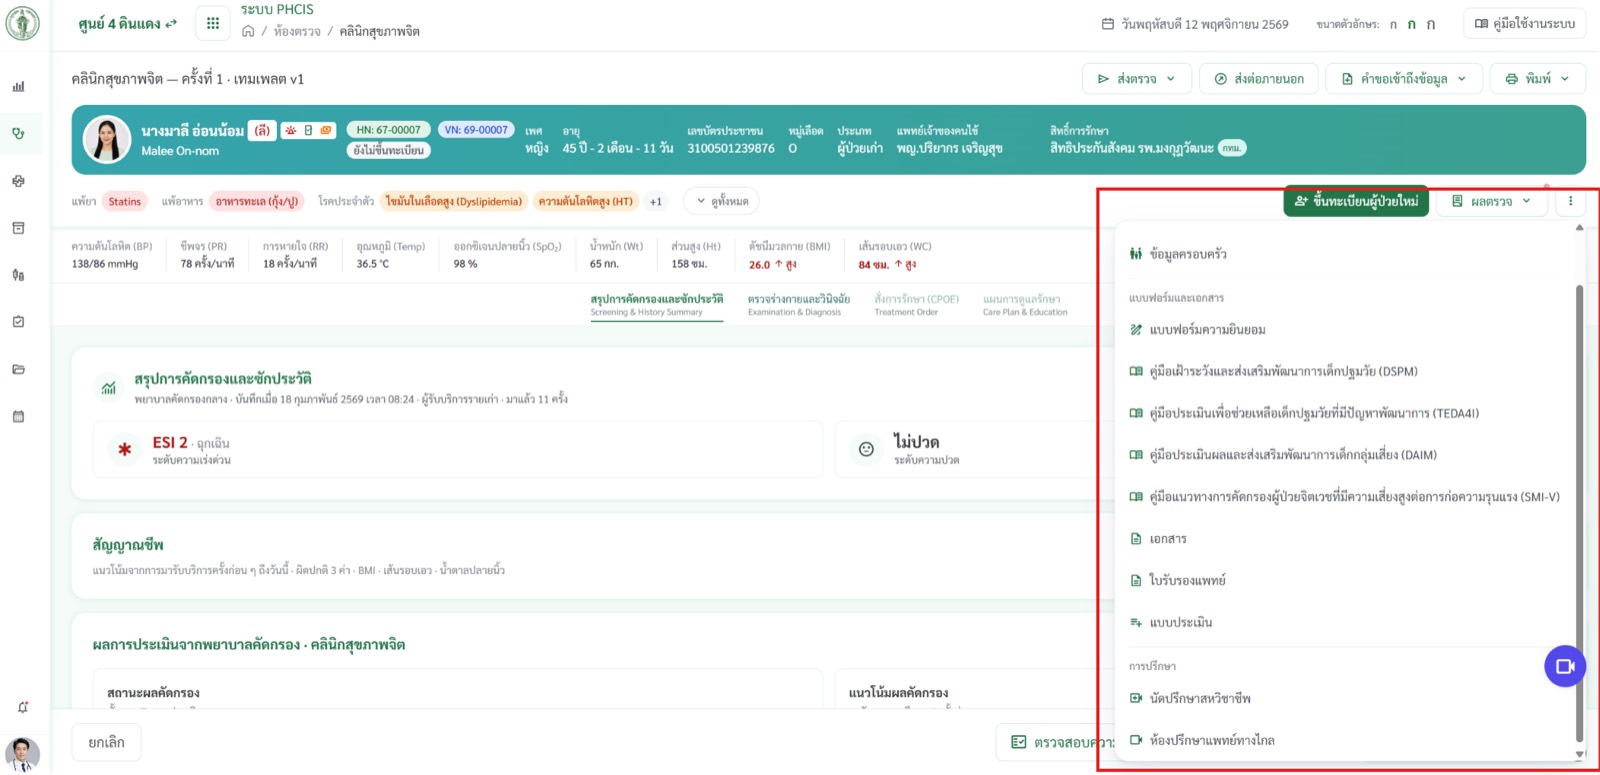 ศูนย์ 4 ดินแดง
ระบบ PHCIS
/ ห้องตรวจ / คลินิกสุขภาพจิต
วันพฤหัสบดี 12 พฤศจิกายน 2569
ขนาดตัวอักษร: ก ก ก
คู่มือใช้งานระบบ
คลินิกสุขภาพจิต — ครั้งที่ 1 · เทมเพลต v1
ส่งตรวจ
ส่งต่อภายนอก
คำขอเข้าถึงข้อมูล
พิมพ์
นางมาลี อ่อนน้อม (ลี)
Malee On-nom
HN: 67-00007
VN: 69-00007
ยังไม่ขึ้นทะเบียน
เพศ
หญิง
อายุ
45 ปี - 2 เดือน - 11 วัน
เลขบัตรประชาชน
3100501239876
หมู่เลือด
O
ประเภท
ผู้ป่วยเก่า
แพทย์เจ้าของคนไข้
พญ.ปริยากร เจริญสุข
สิทธิ์การรักษา
สิทธิประกันสังคม รพ.มงกุฎวัฒนะ กทม.
แพ้ยา Statins
แพ้อาหาร อาหารทะเล (กุ้ง/ปู)
โรคประจำตัว ไขมันในเลือดสูง (Dyslipidemia) ความดันโลหิตสูง (HT) +1
ดูทั้งหมด
ขึ้นทะเบียนผู้ป่วยใหม่
ผลตรวจ
ความดันโลหิต (BP)
138/86 mmHg
ชีพจร (PR)
78 ครั้ง/นาที
การหายใจ (RR)
18 ครั้ง/นาที
อุณหภูมิ (Temp)
36.5 °C
ออกซิเจนปลายนิ้ว (SpO₂)
98 %
น้ำหนัก (Wt)
65 กก.
ส่วนสูง (Ht)
158 ซม.
ดัชนีมวลกาย (BMI)
26.0 ↑ สูง
เส้นรอบเอว (WC)
84 ซม. ↑ สูง
สรุปการคัดกรองและซักประวัติ
Screening & History Summary
ตรวจร่างกายและวินิจฉัย
Examination & Diagnosis
สั่งการรักษา (CPOE)
Treatment Order
แผนการดูแลรักษา
Care Plan & Education
สรุปการคัดกรองและซักประวัติ
พยาบาลคัดกรองกลาง · บันทึกเมื่อ 18 กุมภาพันธ์ 2569 เวลา 08:24 · ผู้รับบริการรายเก่า · มาแล้ว 11 ครั้ง
ESI 2 · ฉุกเฉิน
ระดับความเร่งด่วน
ไม่ปวด
ระดับความปวด
สัญญาณชีพ
แนวโน้มจากการมารับบริการครั้งก่อน ๆ ถึงวันนี้ · ผิดปกติ 3 ค่า · BMI · เส้นรอบเอว · น้ำตาลปลายนิ้ว
ผลการประเมินจากพยาบาลคัดกรอง · คลินิกสุขภาพจิต
สถานะผลคัดกรอง
แนวโน้มผลคัดกรอง
ยกเลิก
ตรวจสอบความ
ข้อมูลครอบครัว
แบบฟอร์มและเอกสาร
แบบฟอร์มความยินยอม
คู่มือเฝ้าระวังและส่งเสริมพัฒนาการเด็กปฐมวัย (DSPM)
คู่มือประเมินเพื่อช่วยเหลือเด็กปฐมวัยที่มีปัญหาพัฒนาการ (TEDA4I)
คู่มือประเมินผลและส่งเสริมพัฒนาการเด็กกลุ่มเสี่ยง (DAIM)
คู่มือแนวทางการคัดกรองผู้ป่วยจิตเวชที่มีความเสี่ยงสูงต่อการก่อความรุนแรง (SMI-V)
เอกสาร
ใบรับรองแพทย์
แบบประเมิน
การปรึกษา
นัดปรึกษาสหวิชาชีพ
ห้องปรึกษาแพทย์ทางไกล